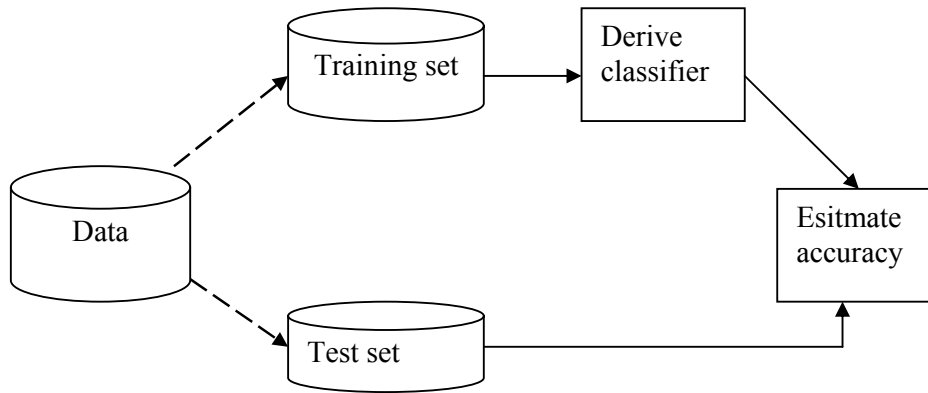 Training set
Derive
classifier
Data
Esitmate
accuracy
Test set